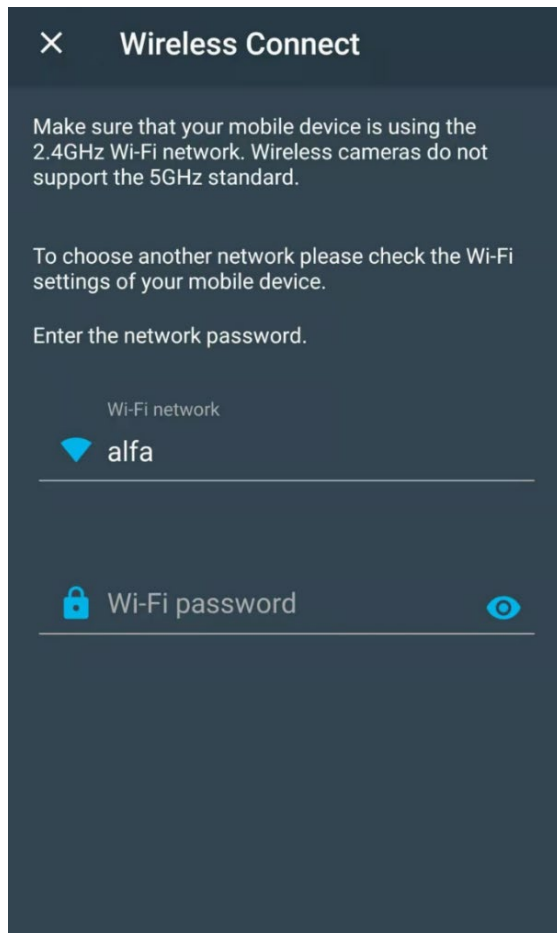 Wireless Connect
Make sure that your mobile device is using the
2.4GHz Wi-Fi network. Wireless cameras do not
support the 5GHz standard.
To choose another network please check the Wi-Fi
settings of your mobile device.
Enter the network password.
Wi-Fi network
alfa
Wi-Fi password